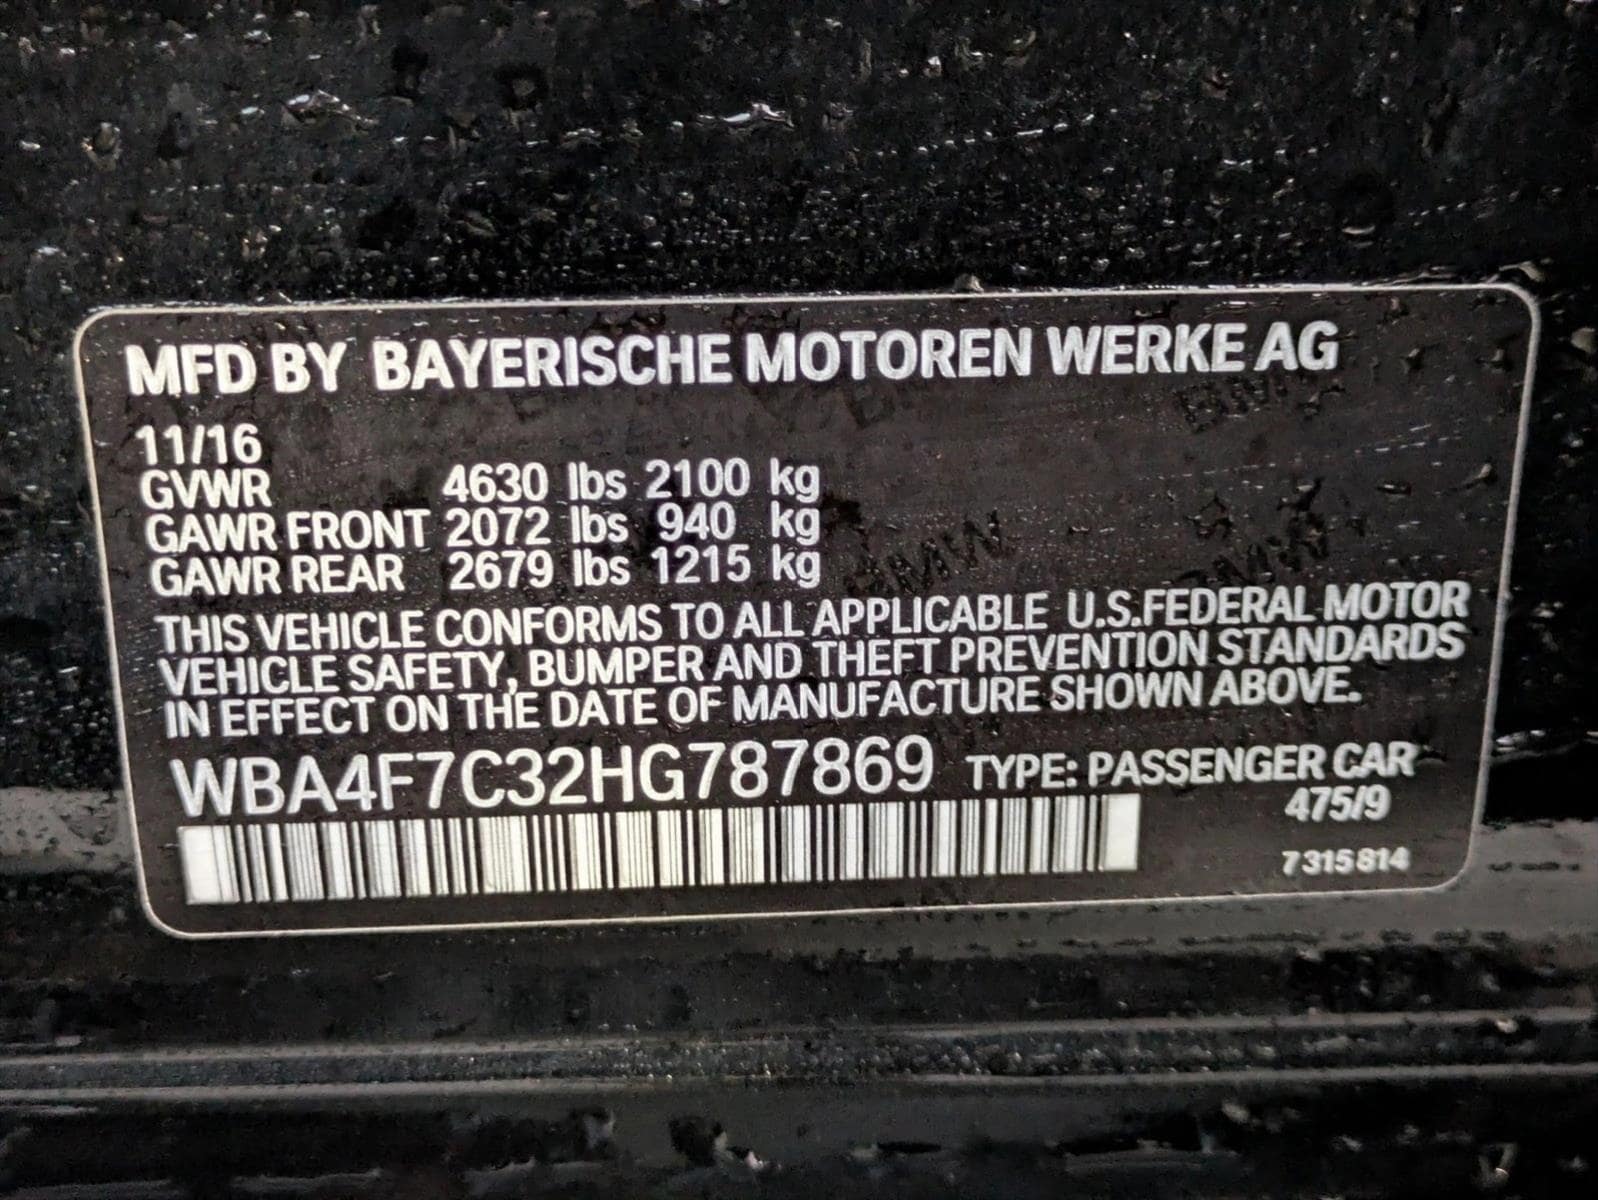 MFD BY BAYERISCHE MOTOREN WERKE AG
11/16
GVWR 4630 lbs 2100 kg
GAWR FRONT 2072 lbs 940 kg
GAWR REAR 2679 lbs 1215 kg
THIS VEHICLE CONFORMS TO ALL APPLICABLE U.S.FEDERAL MOTOR
VEHICLE SAFETY, BUMPER AND THEFT PREVENTION STANDARDS
IN EFFECT ON THE DATE OF MANUFACTURE SHOWN ABOVE.
WBA4F7C32HG787869 TYPE: PASSENGER CAR
475/9
7315814